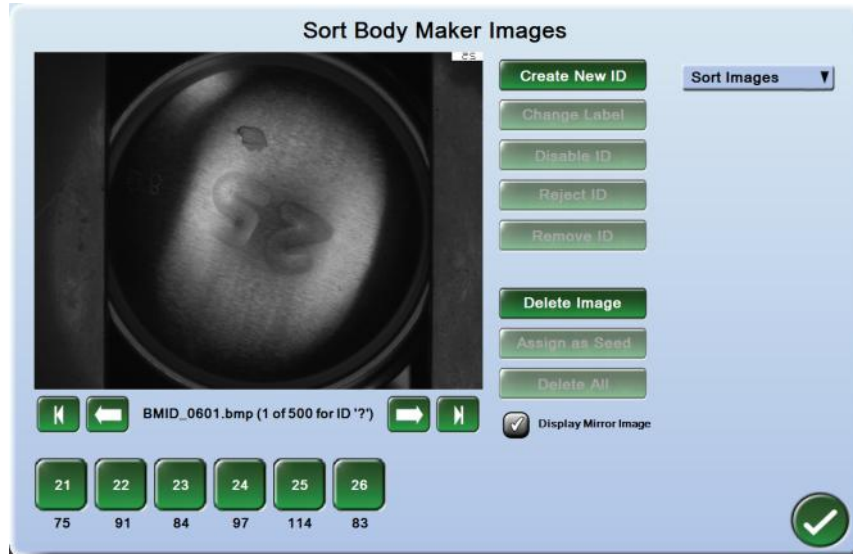 Sort Body Maker Images
Create New ID
Sort Images
Change Label
Disable ID
Reject ID
Remove ID
Delete Image
Assign as Seed
Delete All
BMID_0601.bmp (1 of 500 for ID '?')
Display Mirror Image
21 22 23 24 25 26
75 91 84 97 114 83